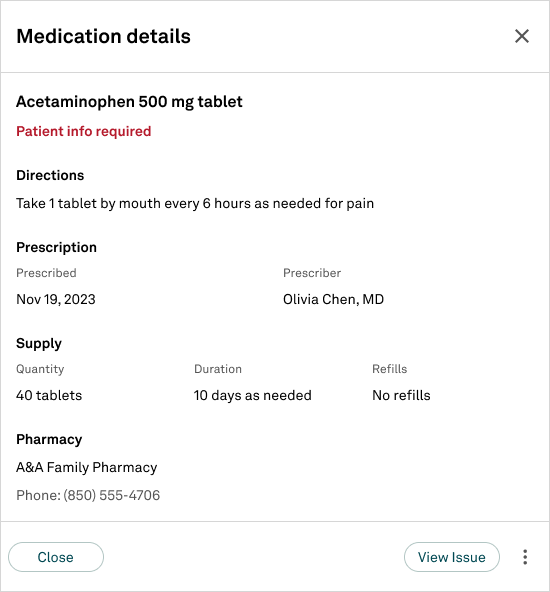 Medication details
Acetaminophen 500 mg tablet
Patient info required
Directions
Take 1 tablet by mouth every 6 hours as needed for pain
Prescription
Prescribed Prescriber
Nov 19, 2023 Olivia Chen, MD
Supply
Quantity Duration Refills
40 tablets 10 days as needed No refills
Pharmacy
A&A Family Pharmacy
Phone: (850) 555-4706
Close View Issue